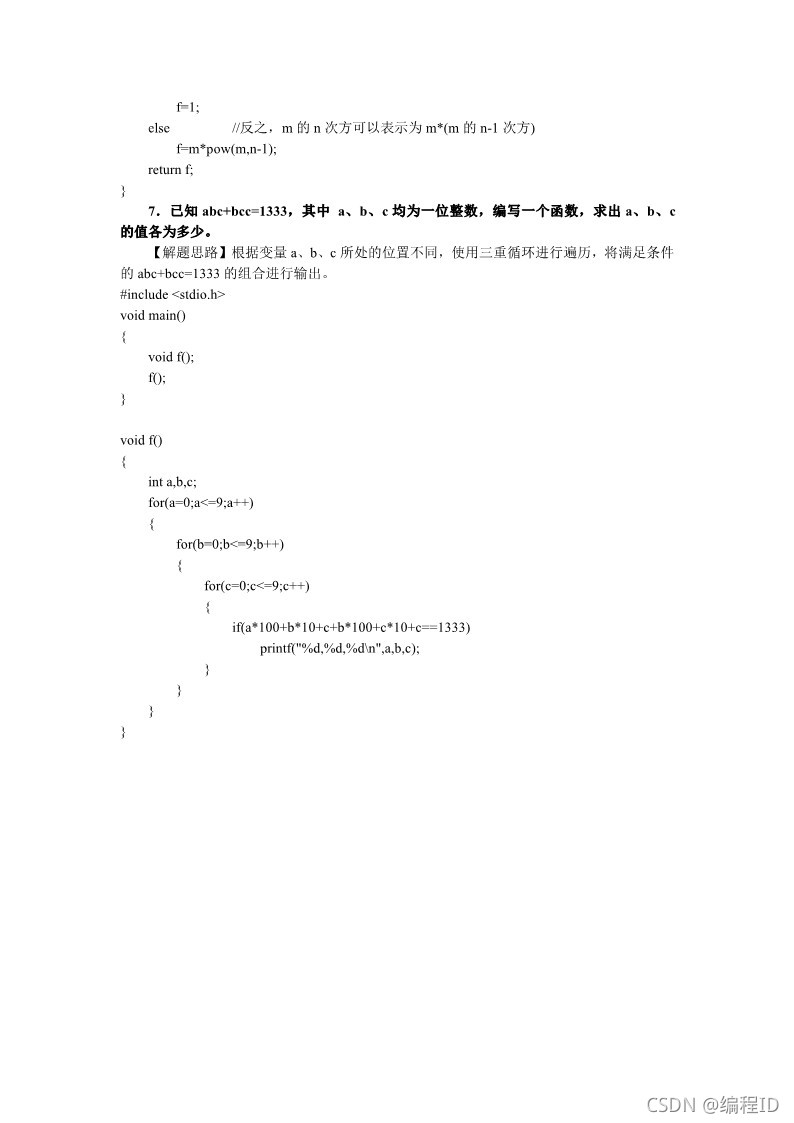 f=1;
else //反之，m 的 n 次方可以表示为 m*(m 的 n-1 次方)
f=m*pow(m,n-1);
return f;
}
7．已知 abc+bcc=1333，其中 a、b、c 均为一位整数，编写一个函数，求出 a、b、c
的值各为多少。
【解题思路】根据变量 a、b、c 所处的位置不同，使用三重循环进行遍历，将满足条件
的 abc+bcc=1333 的组合进行输出。
#include <stdio.h>
void main()
{
void f();
f();
}
void f()
{
int a,b,c;
for(a=0;a<=9;a++)
{
for(b=0;b<=9;b++)
{
for(c=0;c<=9;c++)
{
if(a*100+b*10+c+b*100+c*10+c==1333)
printf("%d,%d,%d\n",a,b,c);
}
}
}
}
CSDN @编程ID